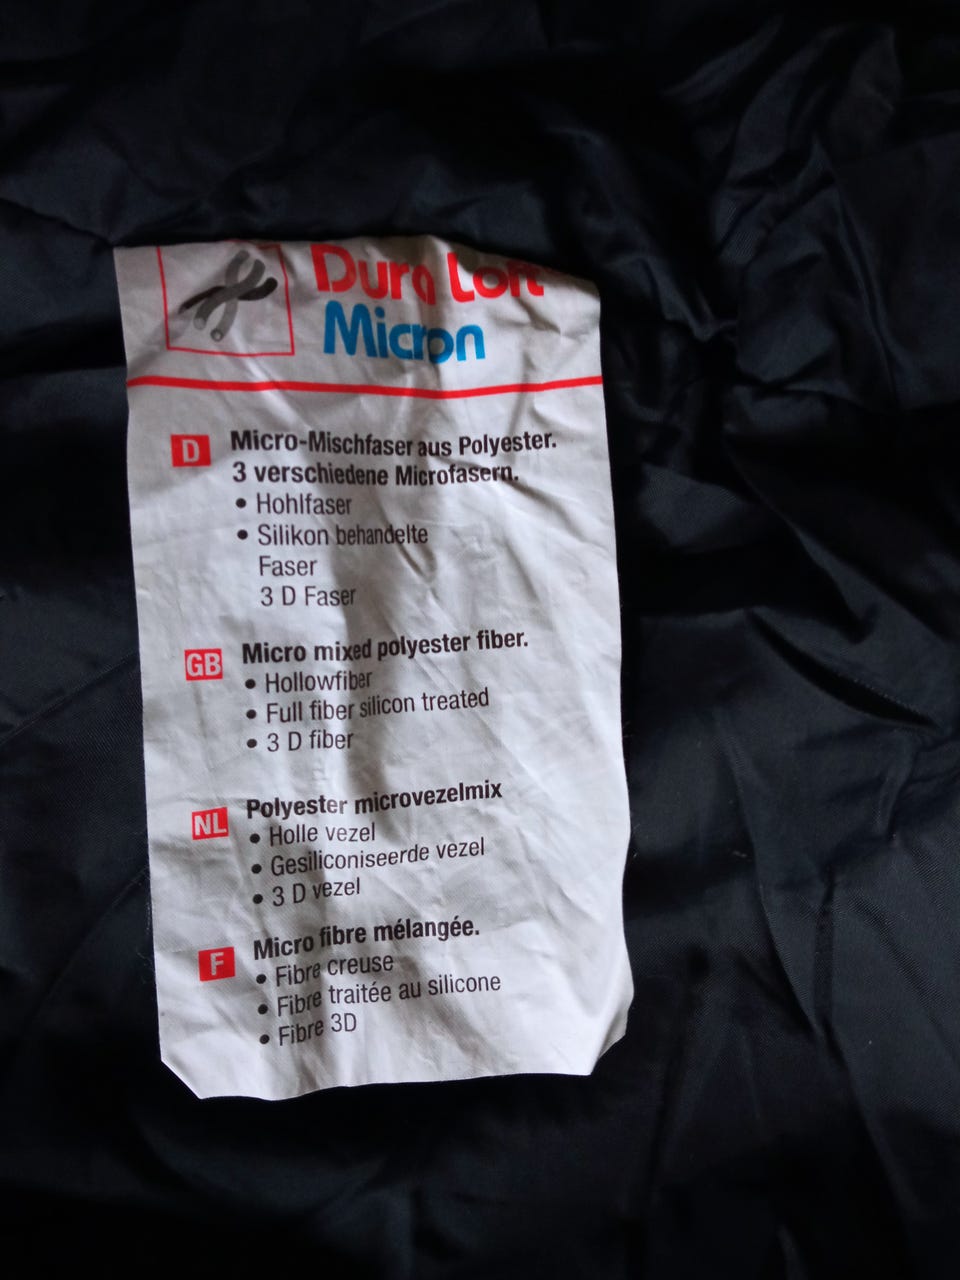 Dura Loft
Micron
D
Micro-Mischfaser aus Polyester.
3 verschiedene Microfasern.
• Hohlfaser
• Silikon behandelte
Faser
3 D Faser
GB
Micro mixed polyester fiber.
• Hollowfiber
• Full fiber silicon treated
• 3 D fiber
NL
Polyester microvezelmix
• Holle vezel
• Gesiliconiseerde vezel
• 3 D vezel
F
Micro fibre mélangée.
• Fibre creuse
• Fibre traitée au silicone
• Fibre 3D